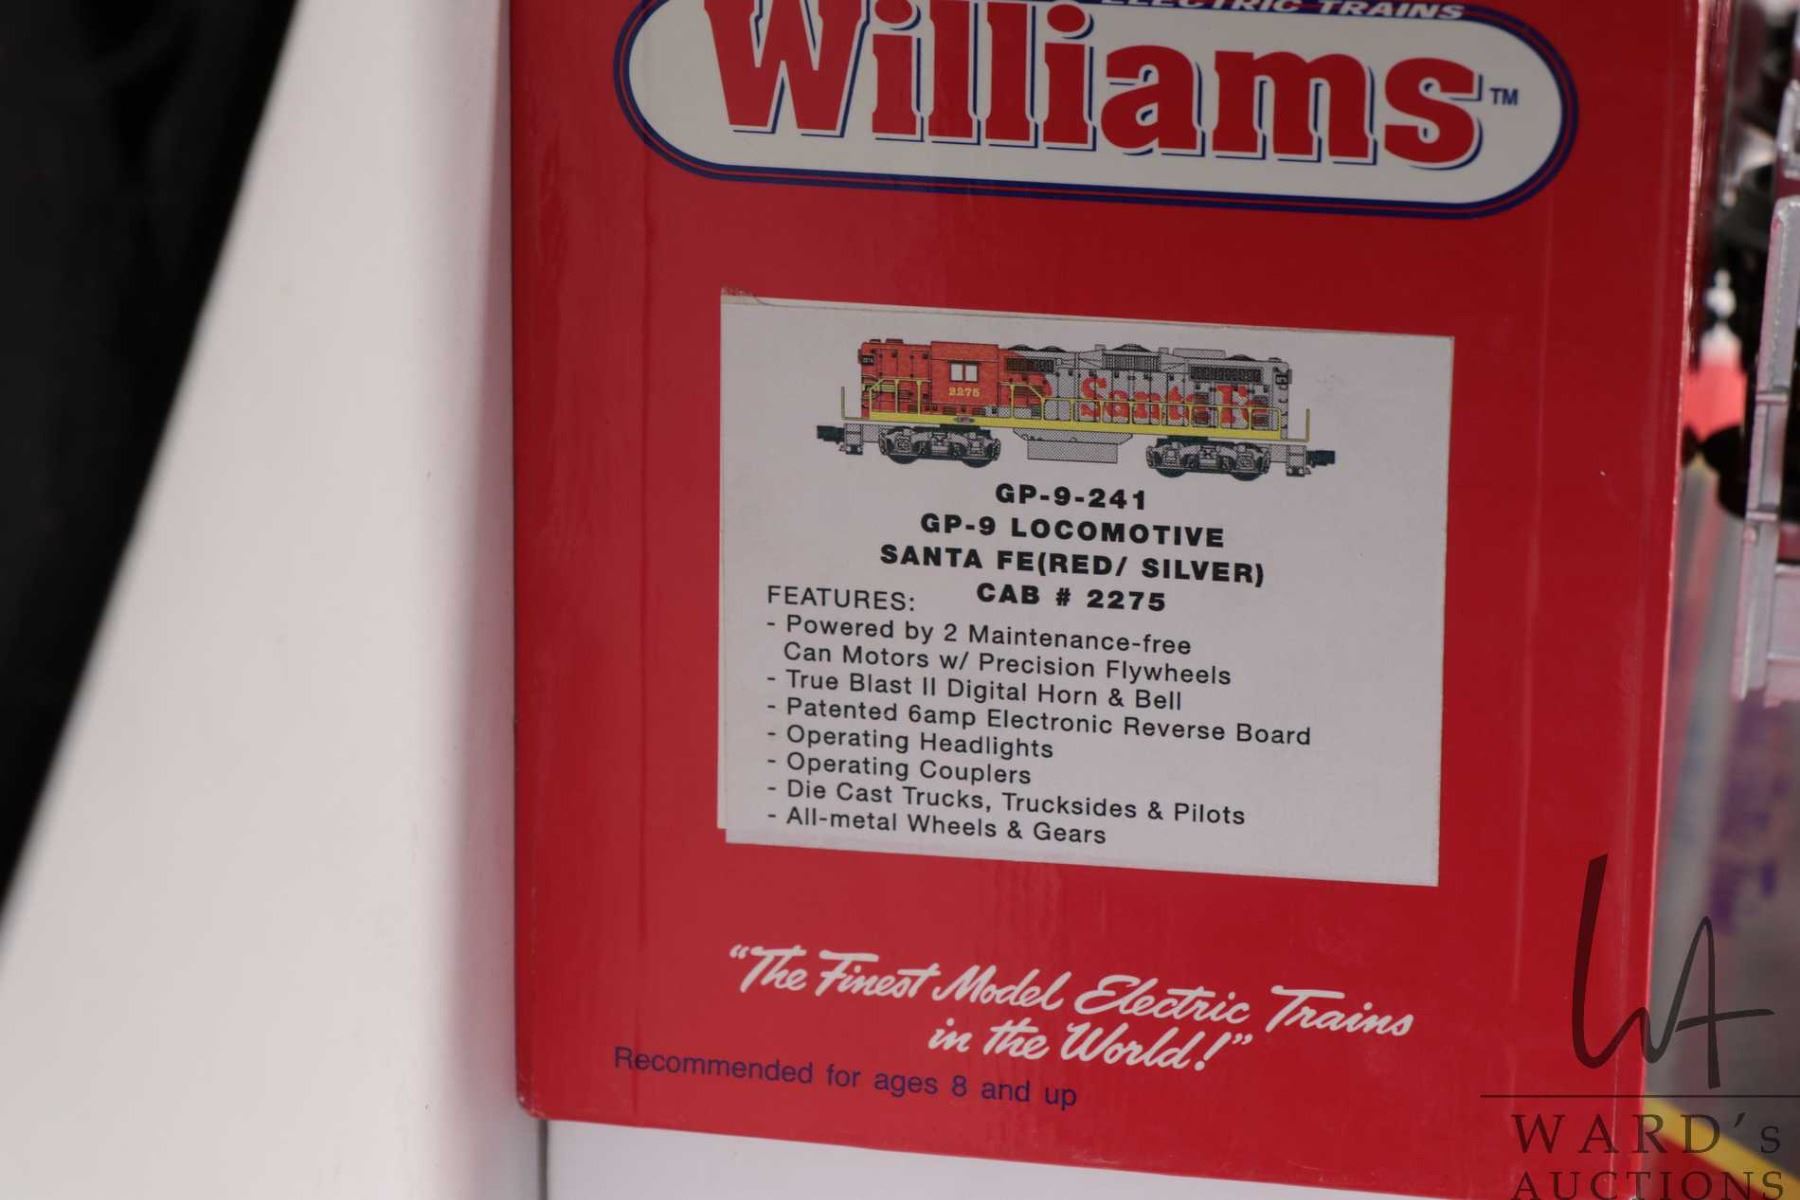 ELECTRIC TRAINS
Williams™
2275
Santa Fe
GP-9-241
GP-9 LOCOMOTIVE
SANTA FE(RED/ SILVER)
CAB # 2275
FEATURES:
- Powered by 2 Maintenance-free
Can Motors w/ Precision Flywheels
- True Blast II Digital Horn & Bell
- Patented 6amp Electronic Reverse Board
- Operating Headlights
- Operating Couplers
- Die Cast Trucks, Trucksides & Pilots
- All-metal Wheels & Gears
“The Finest Model Electric Trains
in the World!”
Recommended for ages 8 and up
WA
WARD's
AUCTIONS